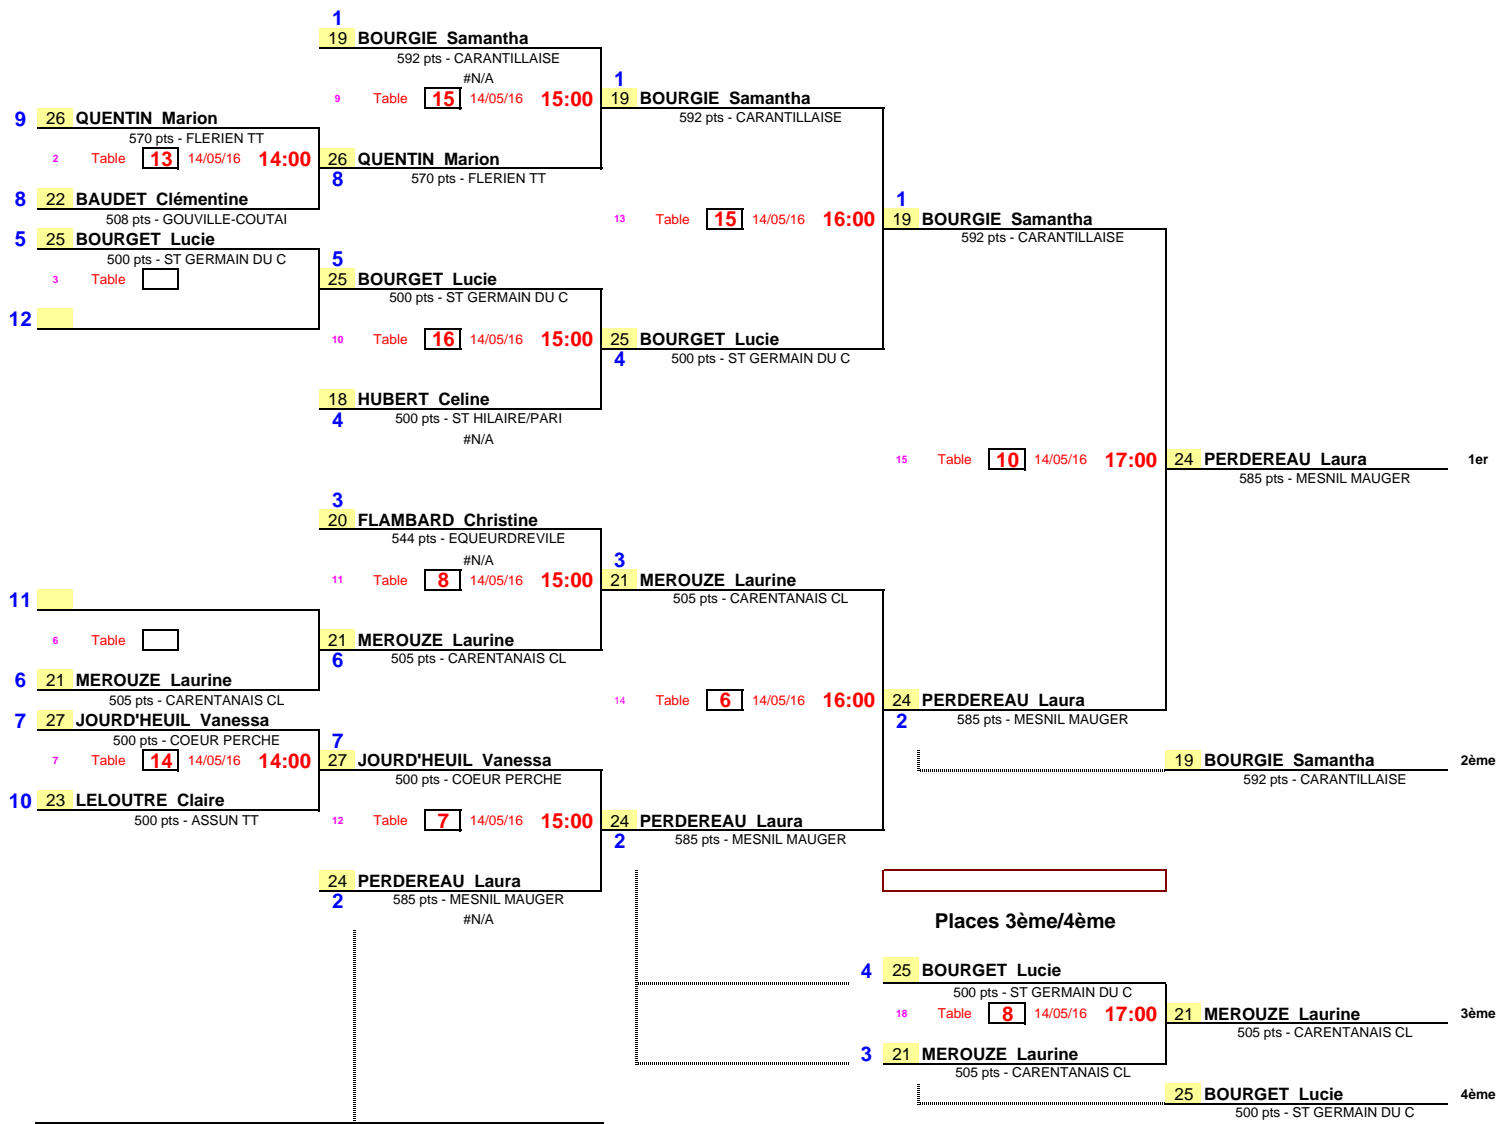 1
19 BOURGIE Samantha
592 pts - CARANTILLAISE
#N/A
1
9 Table 15 14/05/16 15:00 19 BOURGIE Samantha
592 pts - CARANTILLAISE
9 26 QUENTIN Marion
570 pts - FLERIEN TT
2 Table 13 14/05/16 14:00 26 QUENTIN Marion
8 570 pts - FLERIEN TT
8 22 BAUDET Clémentine
508 pts - GOUVILLE-COUTAI
1
13 Table 15 14/05/16 16:00 19 BOURGIE Samantha
592 pts - CARANTILLAISE
5 25 BOURGET Lucie
500 pts - ST GERMAIN DU C
5
3 Table 25 BOURGET Lucie
500 pts - ST GERMAIN DU C
12
10 Table 16 14/05/16 15:00 25 BOURGET Lucie
4 500 pts - ST GERMAIN DU C
18 HUBERT Celine
4 500 pts - ST HILAIRE/PARI
#N/A
15 Table 10 14/05/16 17:00 24 PERDEREAU Laura 1er
585 pts - MESNIL MAUGER
3
20 FLAMBARD Christine
544 pts - EQUEURDREVILE
#N/A
3
11 Table 8 14/05/16 15:00 21 MEROUZE Laurine
505 pts - CARENTANAIS CL
11
6 Table 21 MEROUZE Laurine
6 505 pts - CARENTANAIS CL
6 21 MEROUZE Laurine
505 pts - CARENTANAIS CL
14 Table 6 14/05/16 16:00 24 PERDEREAU Laura
2 585 pts - MESNIL MAUGER
7 27 JOURD'HEUIL Vanessa
500 pts - COEUR PERCHE
7
7 Table 14 14/05/16 14:00 27 JOURD'HEUIL Vanessa
500 pts - COEUR PERCHE
19 BOURGIE Samantha 2ème
592 pts - CARANTILLAISE
10 23 LELOUTRE Claire
500 pts - ASSUN TT
12 Table 7 14/05/16 15:00 24 PERDEREAU Laura
2 585 pts - MESNIL MAUGER
24 PERDEREAU Laura
2 585 pts - MESNIL MAUGER
#N/A
Places 3ème/4ème
4 25 BOURGET Lucie
500 pts - ST GERMAIN DU C
18 Table 8 14/05/16 17:00 21 MEROUZE Laurine 3ème
505 pts - CARENTANAIS CL
3 21 MEROUZE Laurine
505 pts - CARENTANAIS CL
25 BOURGET Lucie 4ème
500 pts - ST GERMAIN DU C